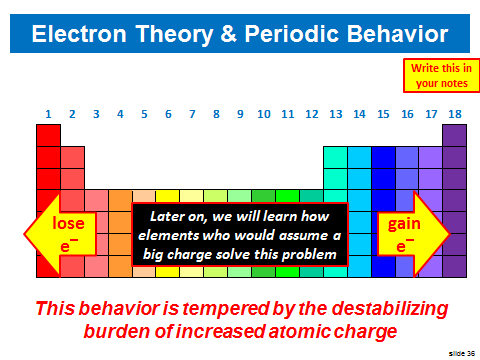 Electron Theory & Periodic Behavior
Write this in
your notes
1 2 3 4 5 6 7 8 9 10 11 12 13 14 15 16 17 18
lose
e⁻
Later on, we will learn how
elements who would assume a
big charge solve this problem
gain
e⁻
This behavior is tempered by the destabilizing
burden of increased atomic charge
slide 36